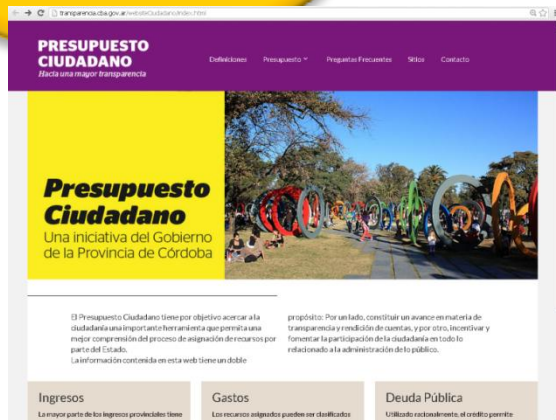 transparencia.cba.gov.ar/websiteCiudadano/index.html
PRESUPUESTO
CIUDADANO
Hacia una mayor transparencia
Definiciones Presupuesto Preguntas Frecuentes Sitios Contacto
Presupuesto
Ciudadano
Una iniciativa del Gobierno
de la Provincia de Córdoba
El Presupuesto Ciudadano tiene por objetivo acercar a la
ciudadanía una importante herramienta que permita una
mejor comprensión del proceso de asignación de recursos por
parte del Estado.
La información contenida en esta web tiene un doble
propósito: Por un lado, constituir un avance en materia de
transparencia y rendición de cuentas, y por otro, incentivar y
fomentar la participación de la ciudadanía en todo lo
relacionado a la administración de lo público.
Ingresos
La mayor parte de los ingresos provinciales tiene
Gastos
Los recursos asignados pueden ser clasificados
Deuda Pública
Utilizado racionalmente, el crédito permite